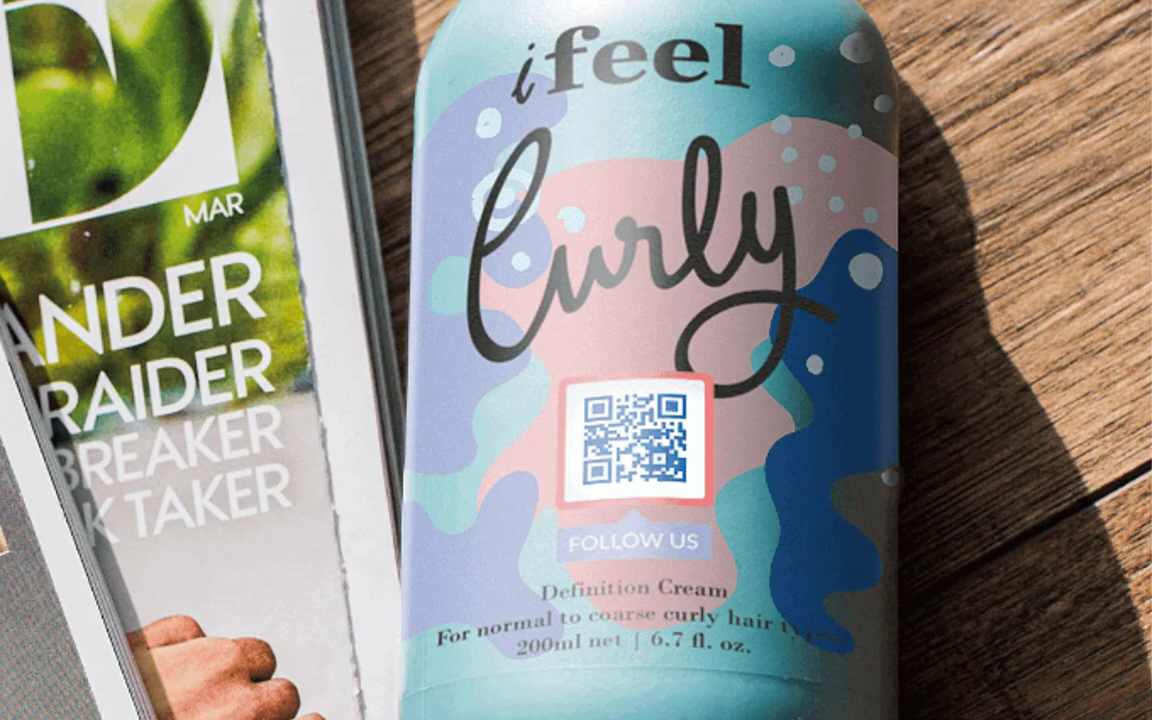 E
MAR
ANDER
RAIDER
BREAKER
K TAKER
i feel
Curly
FOLLOW US
Definition Cream
For normal to coarse curly hair types
200ml net | 6.7 fl. oz.